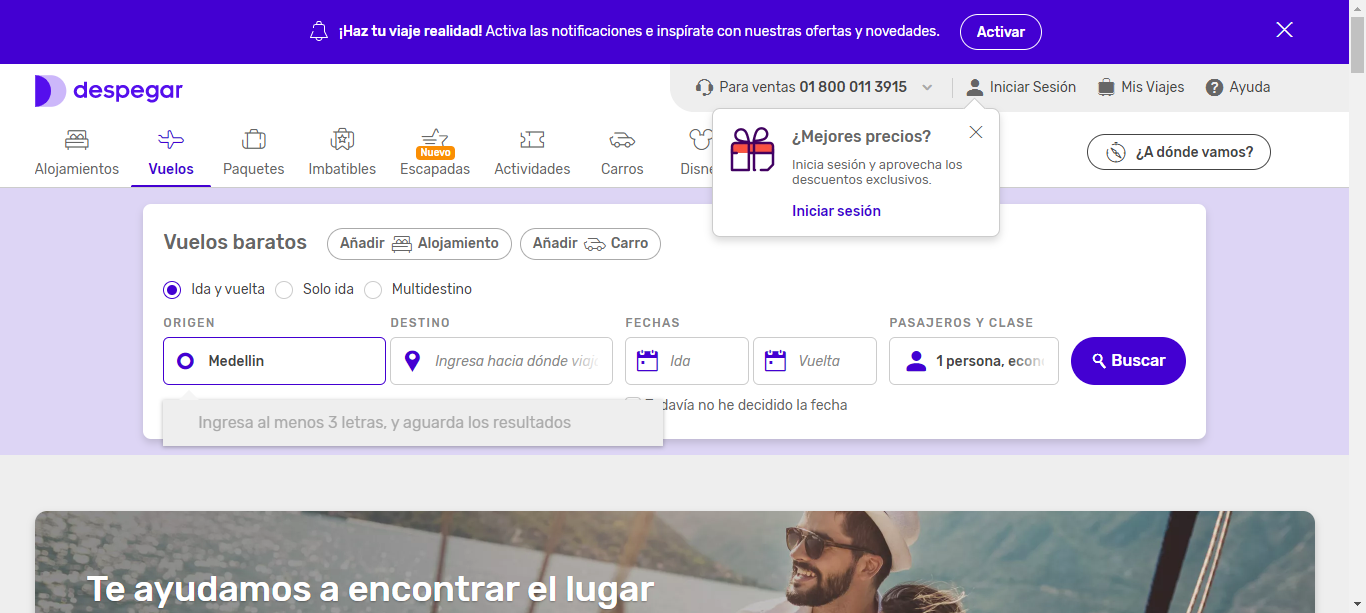 ¡Haz tu viaje realidad! Activa las notificaciones e inspírate con nuestras ofertas y novedades.
Activar
despegar
Para ventas 01 800 011 3915
Iniciar Sesión
Mis Viajes
Ayuda
Alojamientos
Vuelos
Paquetes
Imbatibles
Nuevo
Escapadas
Actividades
Carros
¿A dónde vamos?
¿Mejores precios?
Inicia sesión y aprovecha los
descuentos exclusivos.
Iniciar sesión
Vuelos baratos
Añadir Alojamiento
Añadir Carro
Ida y vuelta
Solo ida
Multidestino
ORIGEN
DESTINO
FECHAS
PASAJEROS Y CLASE
Medellin
Ingresa hacia dónde viaj
Ida
Vuelta
1 persona, econ
Buscar
Ingresa al menos 3 letras, y aguarda los resultados
no he decidido la fecha
Te ayudamos a encontrar el lugar